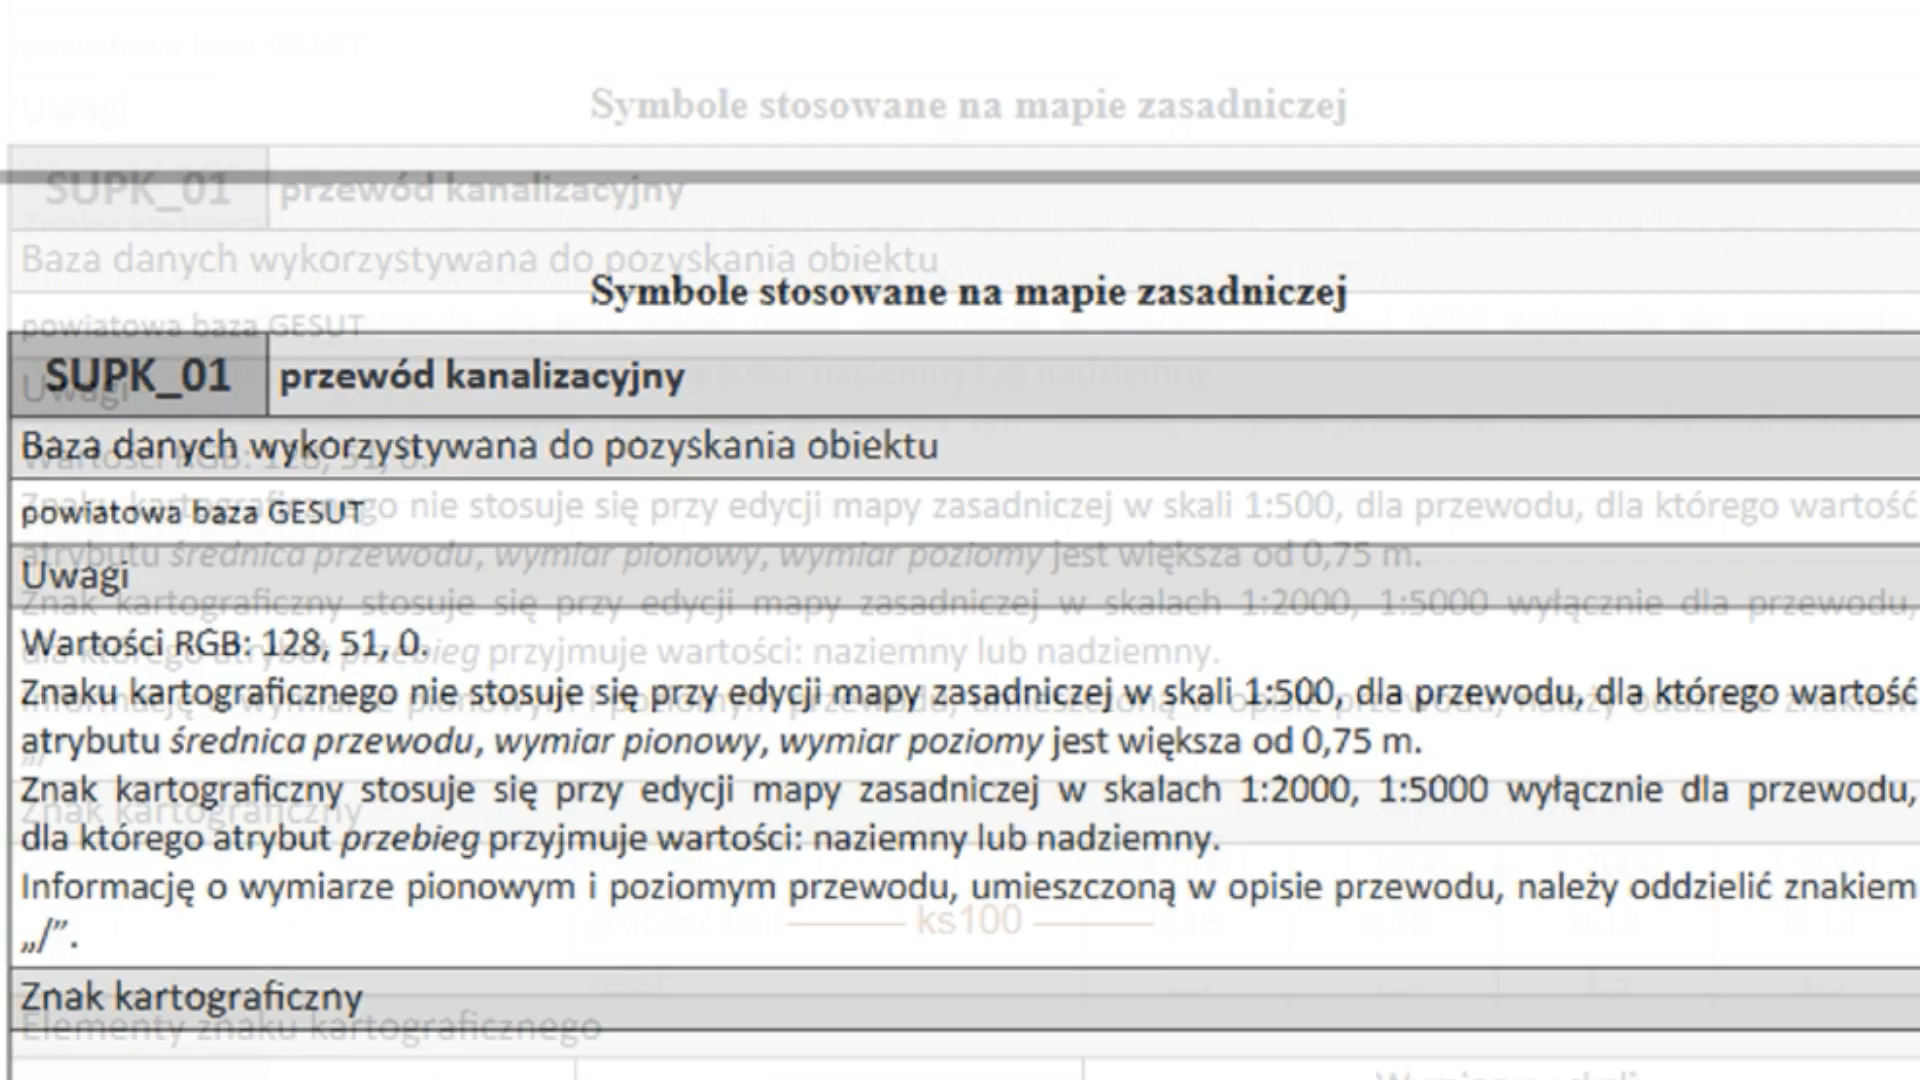 Symbole stosowane na mapie zasadniczej
SUPK_01 przewód kanalizacyjny
Baza danych wykorzystywana do pozyskania obiektu
powiatowa baza GESUT
Uwagi
Wartości RGB: 128, 51, 0.
Znaku kartograficznego nie stosuje się przy edycji mapy zasadniczej w skali 1:500, dla przewodu, dla którego wartość
atrybutu średnica przewodu, wymiar pionowy, wymiar poziomy jest większa od 0,75 m.
Znak kartograficzny stosuje się przy edycji mapy zasadniczej w skalach 1:2000, 1:5000 wyłącznie dla przewodu,
dla którego atrybut przebieg przyjmuje wartości: naziemny lub nadziemny.
Informację o wymiarze pionowym i poziomym przewodu, umieszczoną w opisie przewodu, należy oddzielić znakiem
„/”.
Znak kartograficzny
ks100
Elementy znaku kartograficznego